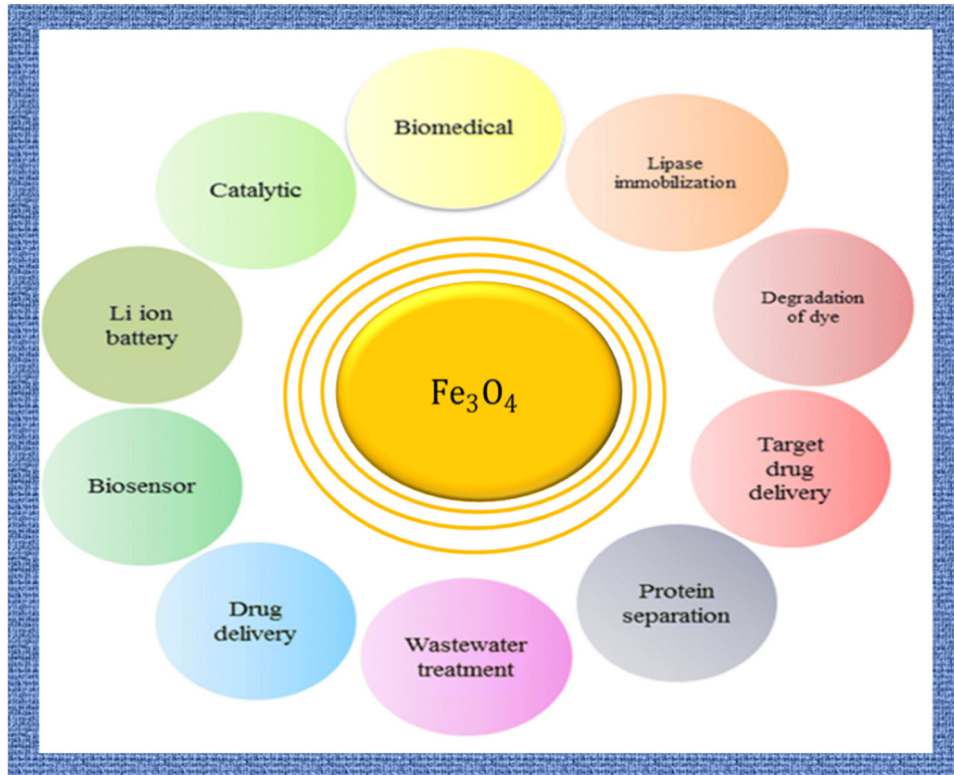 Biomedical
Lipase
immobilization
Degradation
of dye
Target
drug
delivery
Protein
separation
Wastewater
treatment
Drug
delivery
Biosensor
Li ion
battery
Catalytic
Fe₃O₄